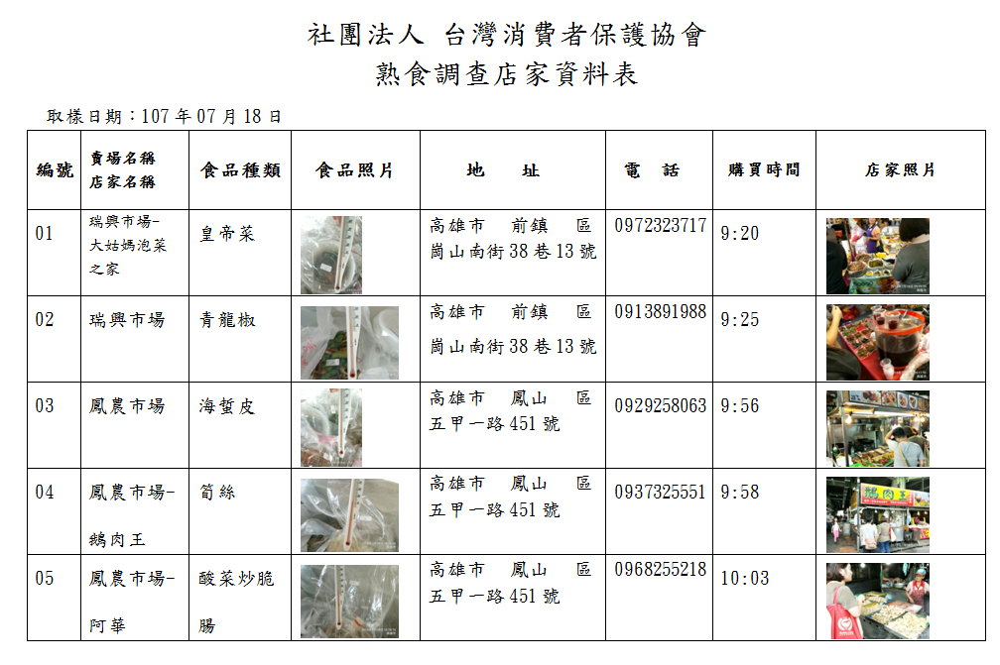 社團法人 台灣消費者保護協會
熟食調查店家資料表
取樣日期：107 年 07 月 18 日
編號 賣場名稱 店家名稱 食品種類 食品照片 地 址 電 話 購買時間 店家照片
01 瑞興市場- 皇帝菜 高雄市 前鎮 區 0972323717 9:20
大姑媽泡菜 崗山南街 38 巷 13 號
之家
02 瑞興市場 青龍椒 高雄市 前鎮 區 0913891988 9:25
崗山南街 38 巷 13 號
03 鳳農市場 海蜇皮 高雄市 鳳山 區 0929258063 9:56
五甲一路 451 號
04 鳳農市場- 筍絲 高雄市 鳳山 區 0937325551 9:58
鵝肉王 五甲一路 451 號
鵝肉王
05 鳳農市場- 酸菜炒脆 高雄市 鳳山 區 0968255218 10:03
阿華 腸 五甲一路 451 號